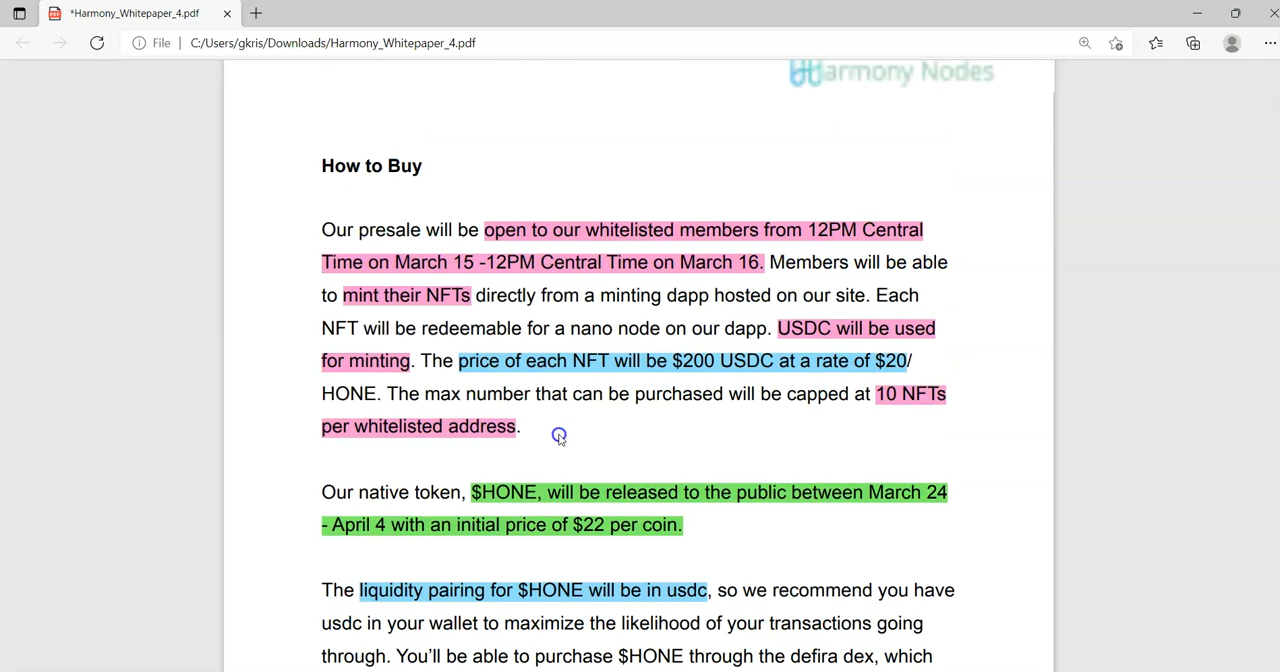 *Harmony_Whitepaper_4.pdf
File | C:/Users/gkris/Downloads/Harmony_Whitepaper_4.pdf
Harmony Nodes
How to Buy
Our presale will be open to our whitelisted members from 12PM Central
Time on March 15 -12PM Central Time on March 16. Members will be able
to mint their NFTs directly from a minting dapp hosted on our site. Each
NFT will be redeemable for a nano node on our dapp. USDC will be used
for minting. The price of each NFT will be $200 USDC at a rate of $20/
HONE. The max number that can be purchased will be capped at 10 NFTs
per whitelisted address.
Our native token, $HONE, will be released to the public between March 24
- April 4 with an initial price of $22 per coin.
The liquidity pairing for $HONE will be in usdc, so we recommend you have
usdc in your wallet to maximize the likelihood of your transactions going
through. You’ll be able to purchase $HONE through the defira dex, which